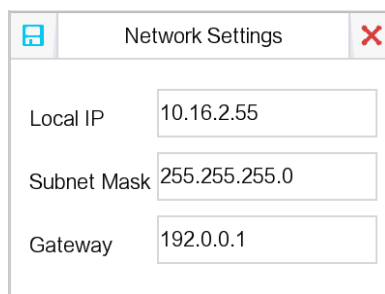 Network Settings
Local IP 10.16.2.55
Subnet Mask 255.255.255.0
Gateway 192.0.0.1